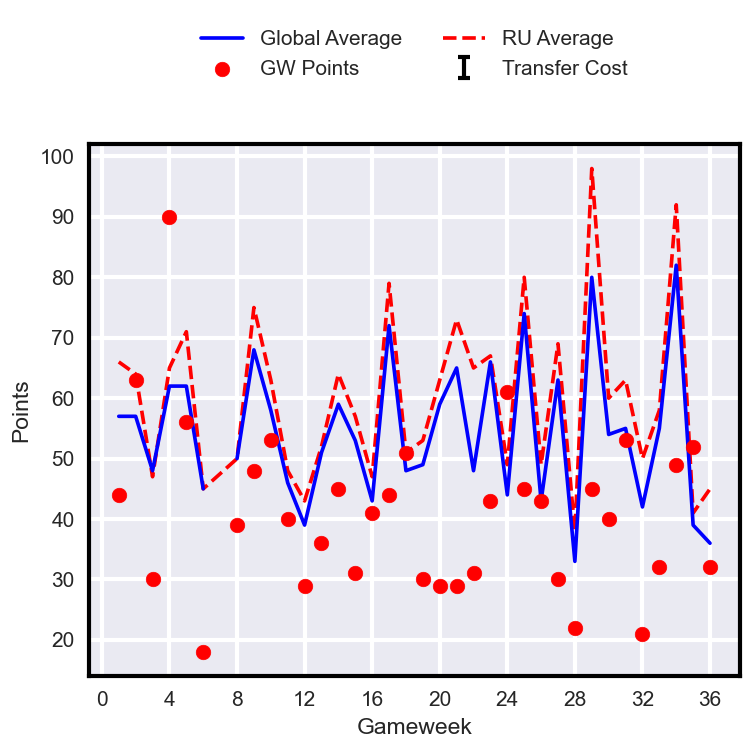 Global Average
RU Average
GW Points
Transfer Cost
100
90
80
70
60
50
40
30
20
Points
0 4 8 12 16 20 24 28 32 36
Gameweek